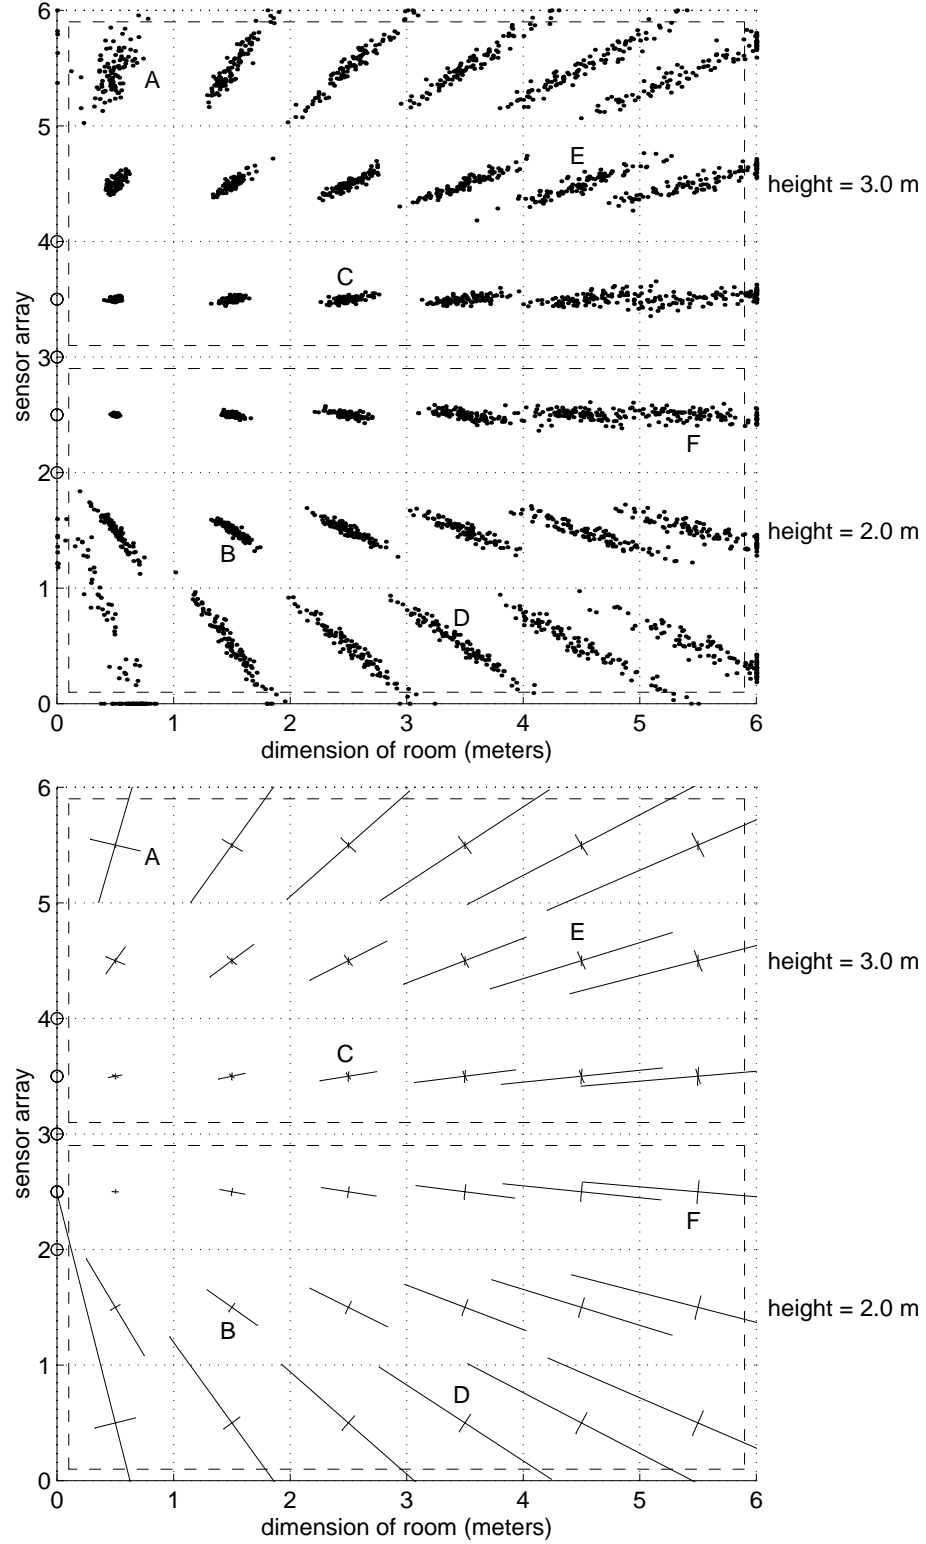 6
A
5
E
height = 3.0 m
4
C
3
sensor array
F
2
height = 2.0 m
B
1
D
0
0 1 2 3 4 5 6
dimension of room (meters)
6
A
5
E
height = 3.0 m
4
C
3
sensor array
F
2
height = 2.0 m
B
1
D
0
0 1 2 3 4 5 6
dimension of room (meters)